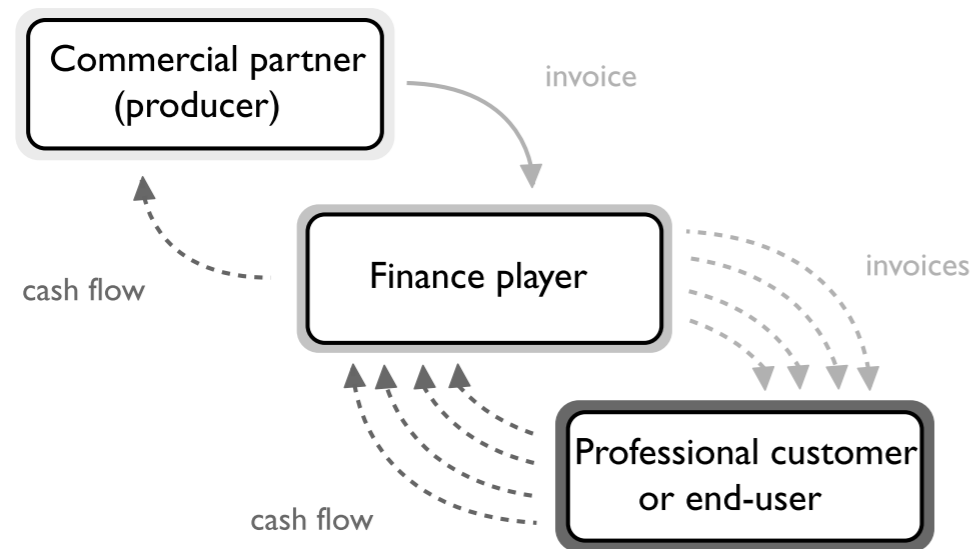 Commercial partner
(producer)
invoice
Finance player
invoices
cash flow
Professional customer
or end-user
cash flow